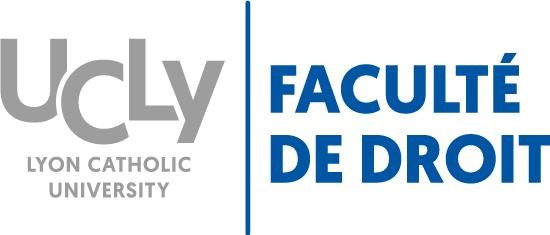 UCLy
LYON CATHOLIC
UNIVERSITY
FACULTÉ
DE DROIT